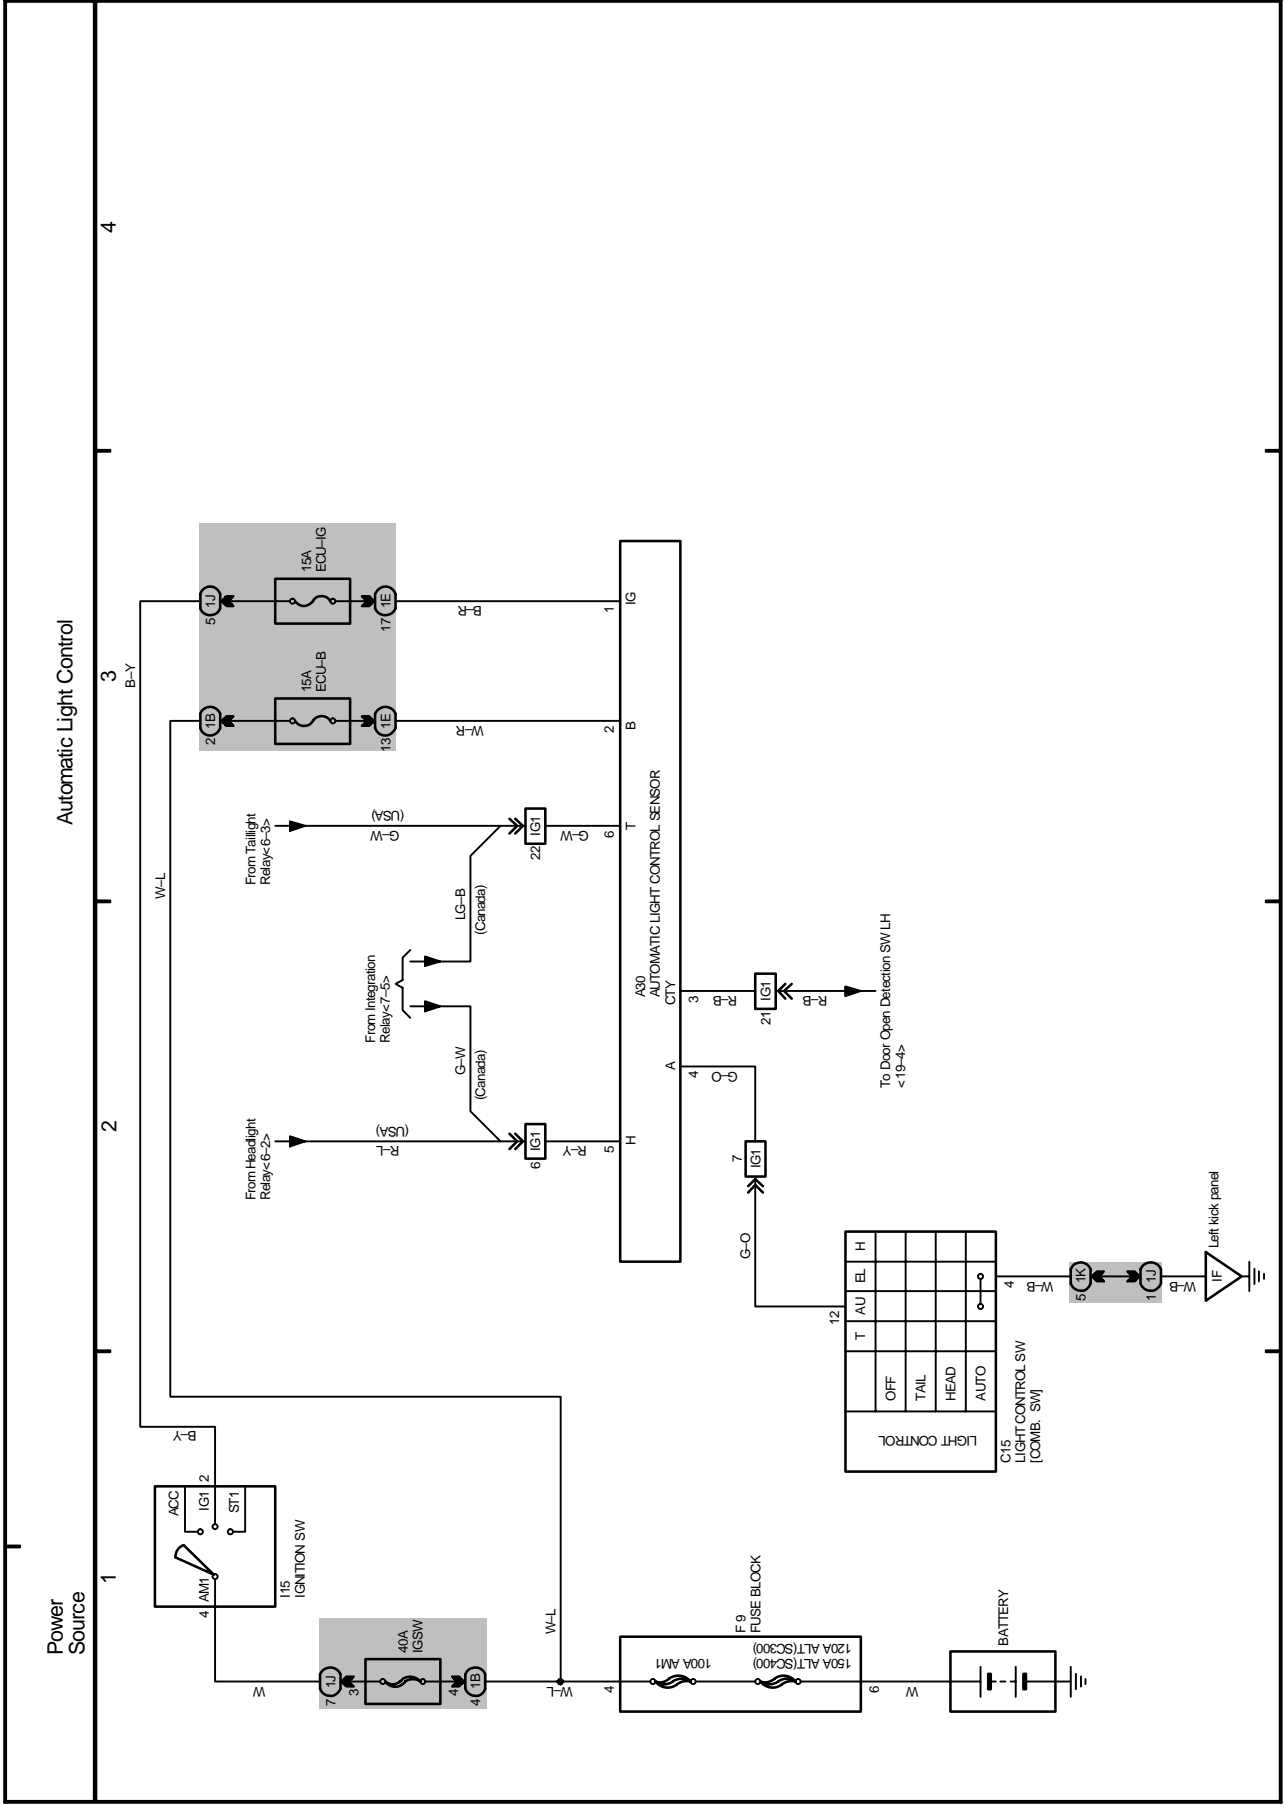 Power
Source
Automatic Light Control
1
2
3
4
B–Y
W–L
B–Y
ACC
IG1
2
ST1
AM1
4
I15
IGNITION SW
W
7
1J
3
40A
IGSW
4
4
1B
W–L
W–L
4
F 9
FUSE BLOCK
100A AM1
150A ALT(SC400)
120A ALT(SC300)
6
W
BATTERY
From Headlight
Relay<6–2>
R–L
(USA)
6
IG1
R–Y
5
H
From Integration
Relay<7–5>
G–W
(Canada)
LG–B
(Canada)
From Taillight
Relay<6–3>
G–W
(USA)
22
IG1
G–W
6
T
2
1B
15A
ECU–B
13
1E
W–R
2
B
5
1J
15A
ECU–IG
17
1E
B–R
1
IG
A30
AUTOMATIC LIGHT CONTROL SENSOR
CTY
3
R–B
21
IG1
R–B
To Door Open Detection SW LH
<19–4>
A
4
G–O
7
IG1
G–O
12
LIGHT CONTROL
T
AU
EL
H
OFF
TAIL
HEAD
AUTO
C15
LIGHT CONTROL SW
[COMB. SW]
4
W–B
5
1K
1
1J
W–B
IF
Left kick panel